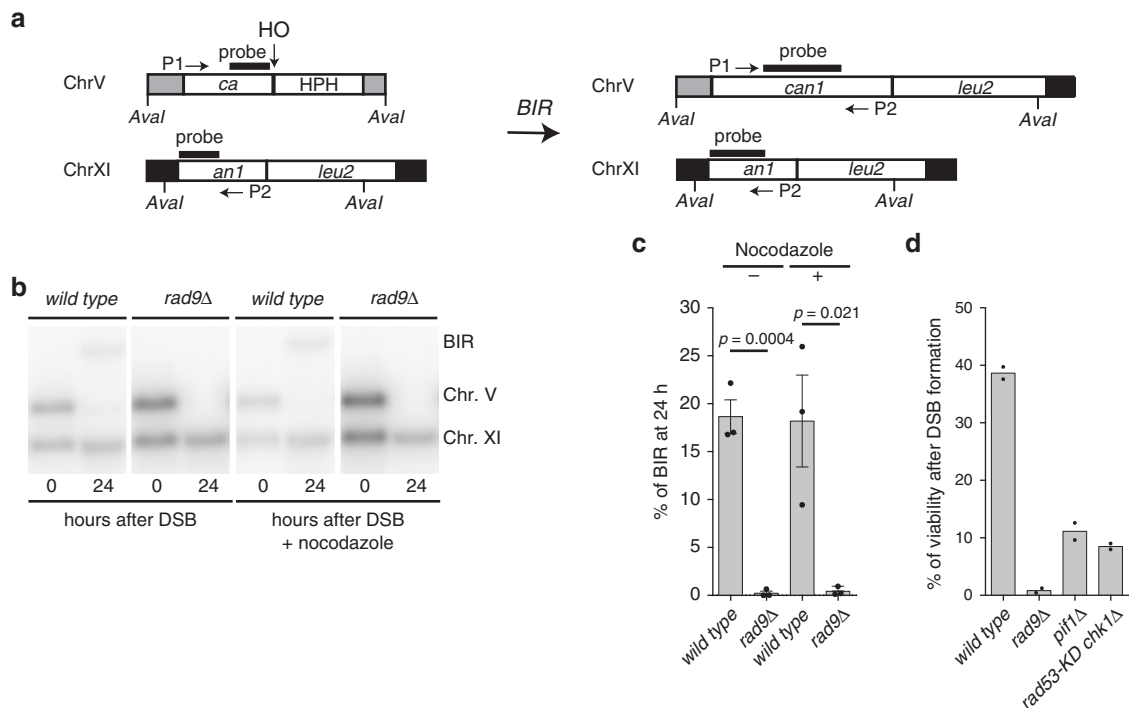 a
HO
probe
P1
ChrV
ca
HPH
AvaI
AvaI
probe
ChrXI
an1
leu2
P2
AvaI
AvaI
BIR
probe
P1
can1
leu2
P2
AvaI
AvaI
probe
an1
leu2
P2
AvaI
AvaI
b
wild type rad9Δ wild type rad9Δ
BIR
Chr. V
Chr. XI
0 24 0 24 0 24 0 24
hours after DSB
hours after DSB
+ nocodazole
c
Nocodazole
– +
p = 0.0004
p = 0.021
% of BIR at 24 h
30
25
20
15
10
5
0
wild type
rad9Δ
wild type
rad9Δ
d
% of viability after DSB formation
50
40
30
20
10
0
wild type
rad9Δ
pif1Δ
rad53-KD chk1Δ